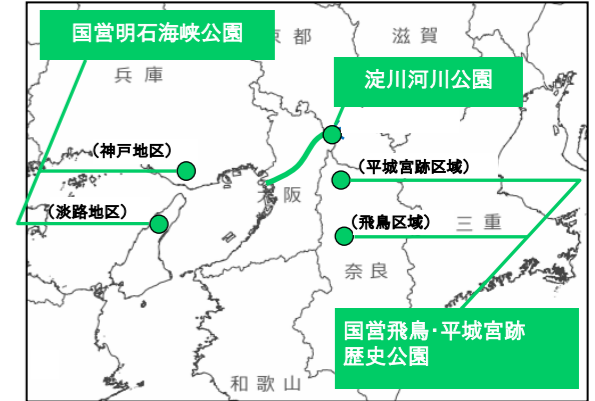 国営明石海峡公園
京都
滋賀
兵庫
淀川河川公園
（神戸地区）
（平城宮跡区域）
大阪
（淡路地区）
（飛鳥区域）
三重
奈良
国営飛鳥･平城宮跡
歴史公園
和歌山